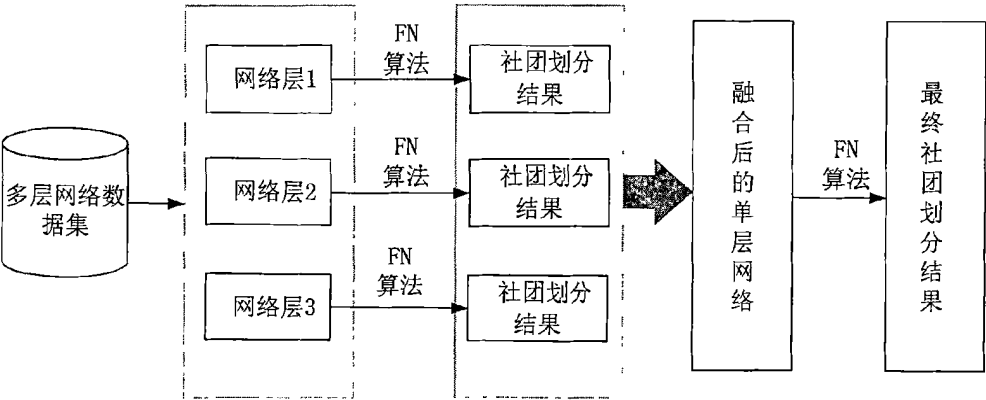 多层网络数
据集
网络层1
FN
算法
社团划分
结果
网络层2
FN
算法
社团划分
结果
网络层3
FN
算法
社团划分
结果
融合后的单层网络
FN
算法
最终社团划分结果